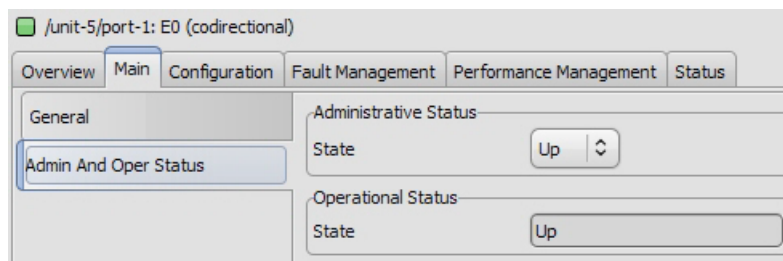 /unit-5/port-1: E0 (codirectional)
Overview Main Configuration Fault Management Performance Management Status
General
Admin And Oper Status
Administrative Status
State Up
Operational Status
State Up